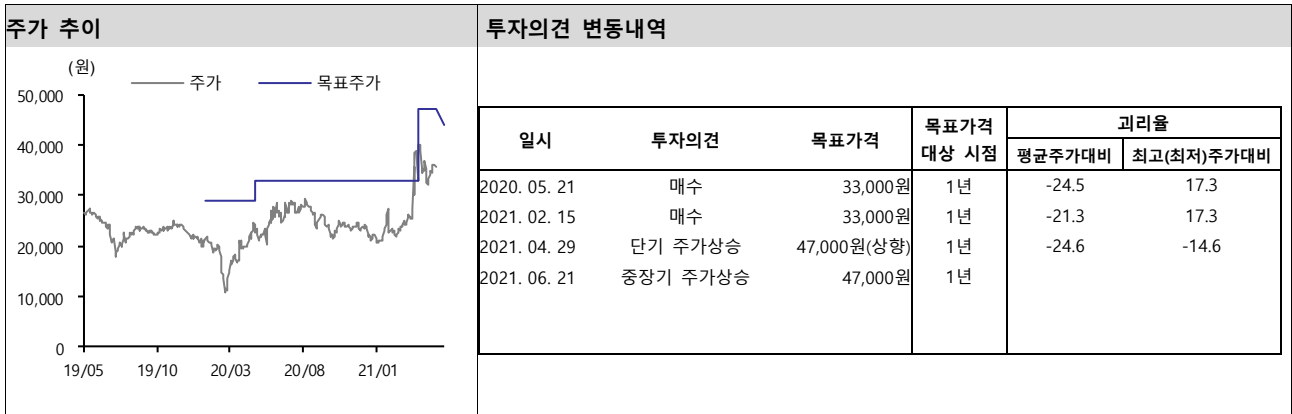 주가 추이
(원)
주가 목표주가
50,000
40,000
30,000
20,000
10,000
0
19/05 19/10 20/03 20/08 21/01
투자의견 변동내역
일시 투자의견 목표가격 목표가격 대상 시점 괴리율
평균주가대비 최고(최저)주가대비
2020. 05. 21 매수 33,000원 1년 -24.5 17.3
2021. 02. 15 매수 33,000원 1년 -21.3 17.3
2021. 04. 29 단기 주가상승 47,000원(상향) 1년 -24.6 -14.6
2021. 06. 21 중장기 주가상승 47,000원 1년